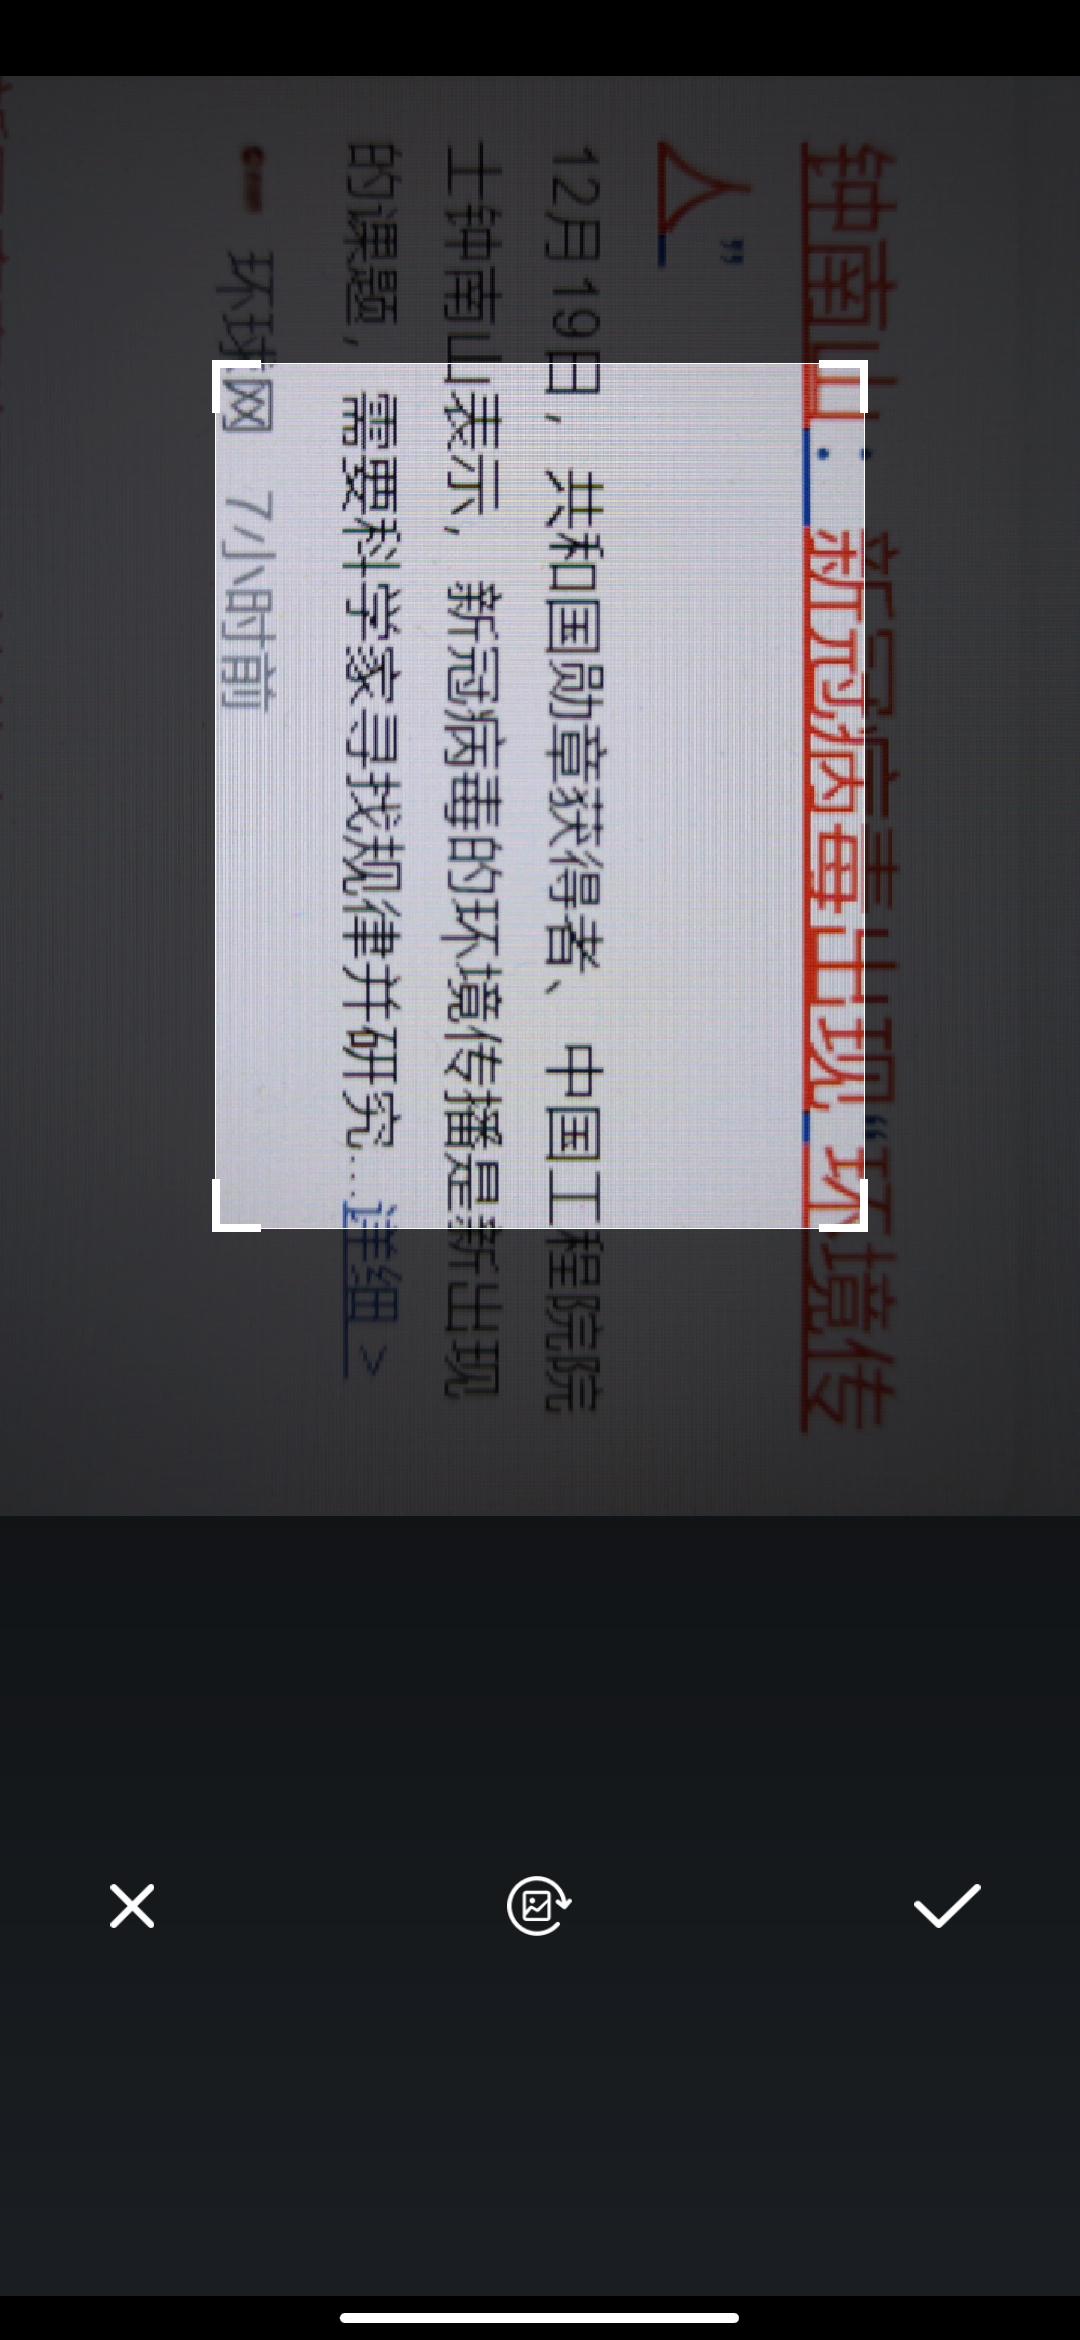 钟南山：新冠病毒出现“环境传
人”
12月19日，共和国勋章获得者、中国工程院院
士钟南山表示，新冠病毒的环境传播是新出现
的课题，需要科学家寻找规律并研究...详细 >
环球网 7小时前